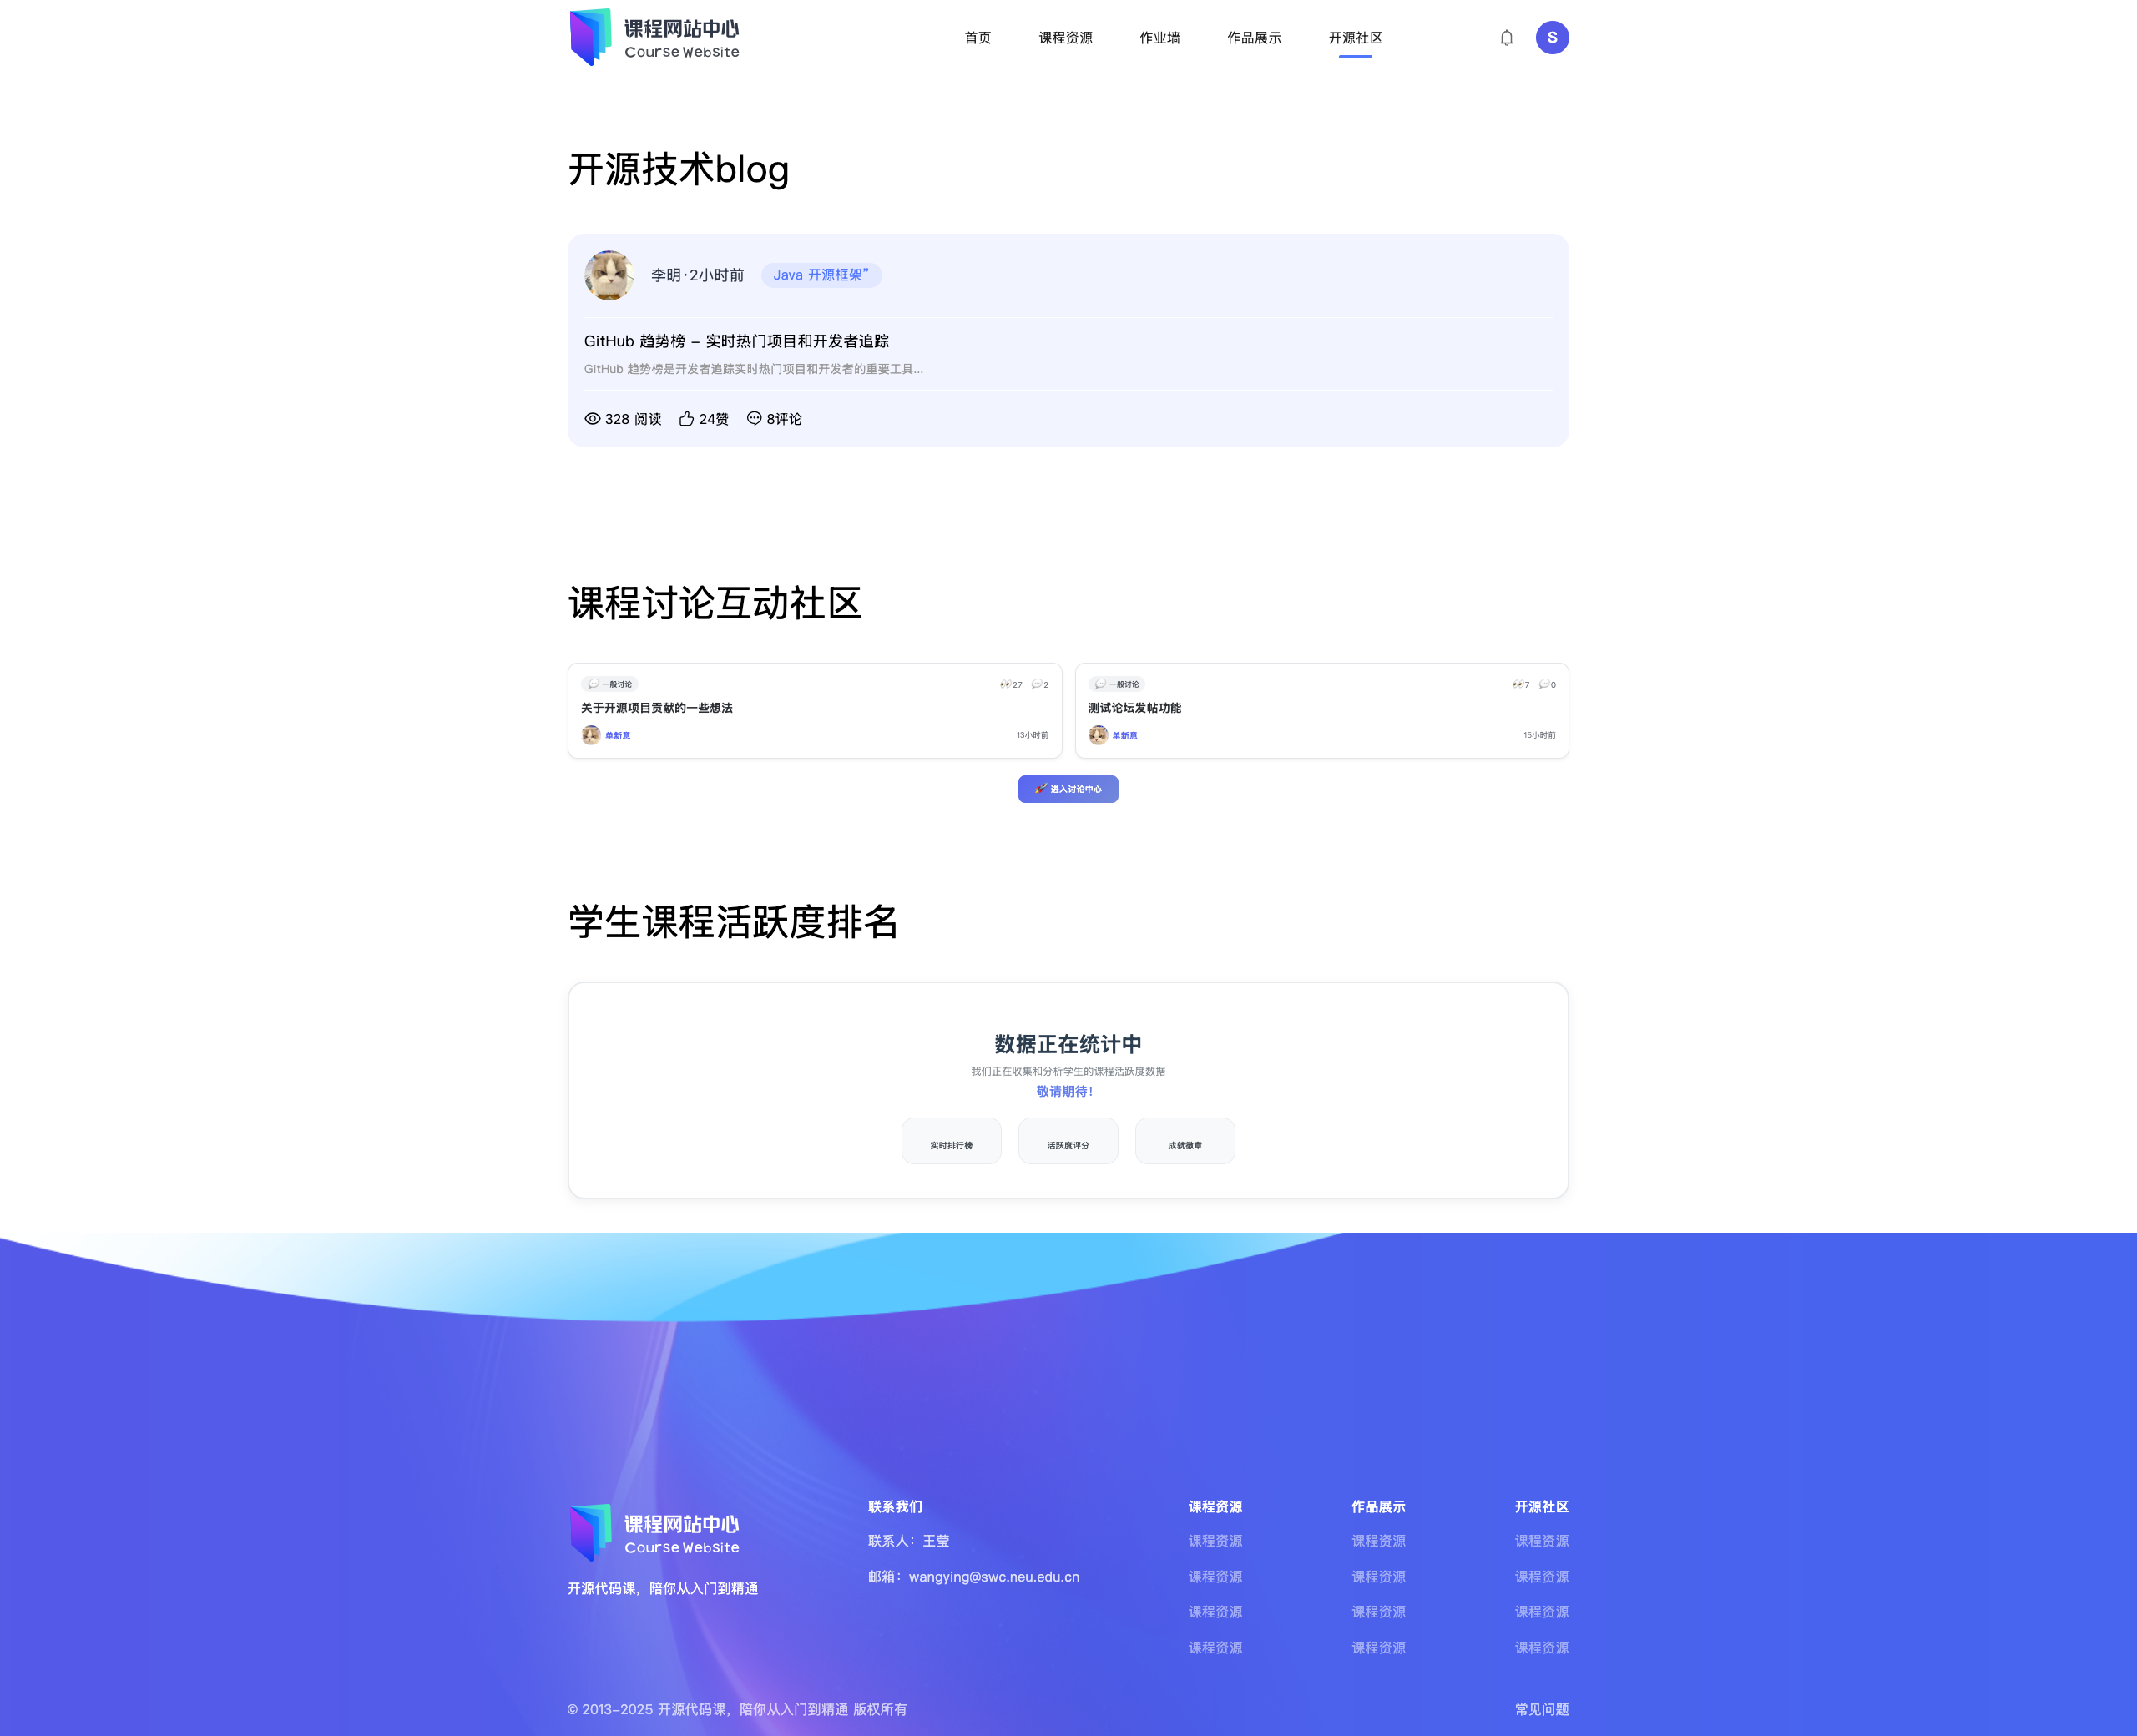 课程网站中心
Course Website
首页 课程资源 作业墙 作品展示 开源社区
S
开源技术blog
李明·2小时前 Java 开源框架”
GitHub 趋势榜 – 实时热门项目和开发者追踪
GitHub 趋势榜是开发者追踪实时热门项目和开发者的重要工具...
328 阅读 24赞 8评论
课程讨论互动社区
一般讨论 27 2
关于开源项目贡献的一些想法
单新意 13小时前
一般讨论 7 0
测试论坛发帖功能
单新意 15小时前
进入讨论中心
学生课程活跃度排名
数据正在统计中
我们正在收集和分析学生的课程活跃度数据
敬请期待！
实时排行榜 活跃度评分 成就徽章
课程网站中心
Course Website
开源代码课，陪你从入门到精通
联系我们
联系人：王莹
邮箱：wangying@swc.neu.edu.cn
课程资源
课程资源
课程资源
课程资源
课程资源
作品展示
课程资源
课程资源
课程资源
课程资源
开源社区
课程资源
课程资源
课程资源
课程资源
© 2013–2025 开源代码课，陪你从入门到精通 版权所有
常见问题